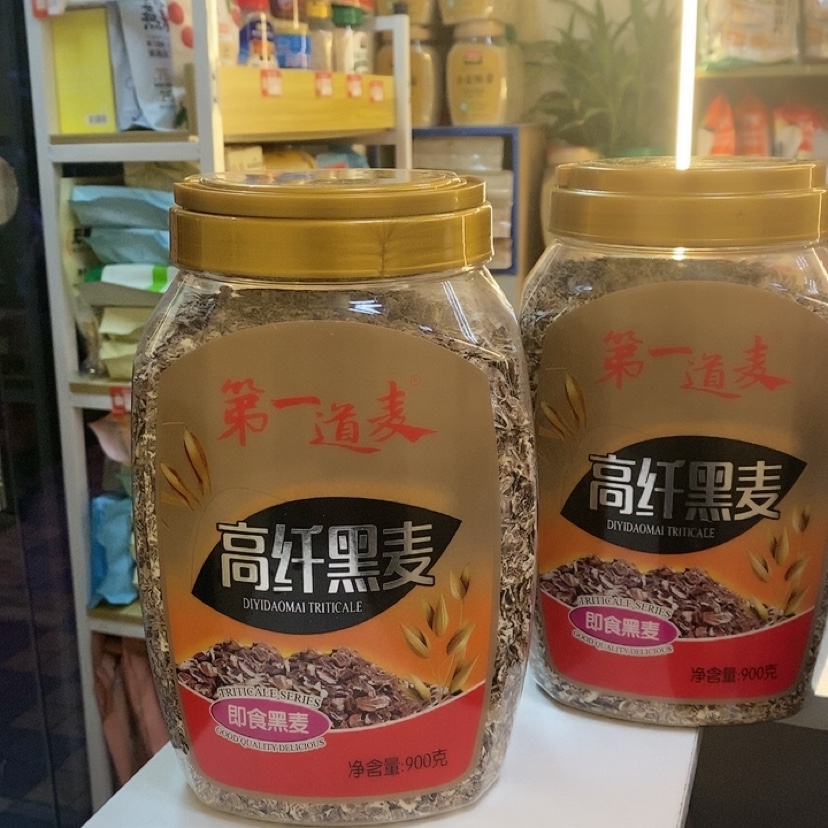 第一道麦®
高纤黑麦
DIYIDAOMAI TRITICALE
TRITICALE SERIES
即食黑麦
GOOD QUALITY·DELICIOUS
净含量:900克
第一道麦
高纤黑麦
DIYIDAOMAI TRITICALE
TRITICALE SERIES
即食黑麦
GOOD QUALITY·DELICIOUS
净含量:900克